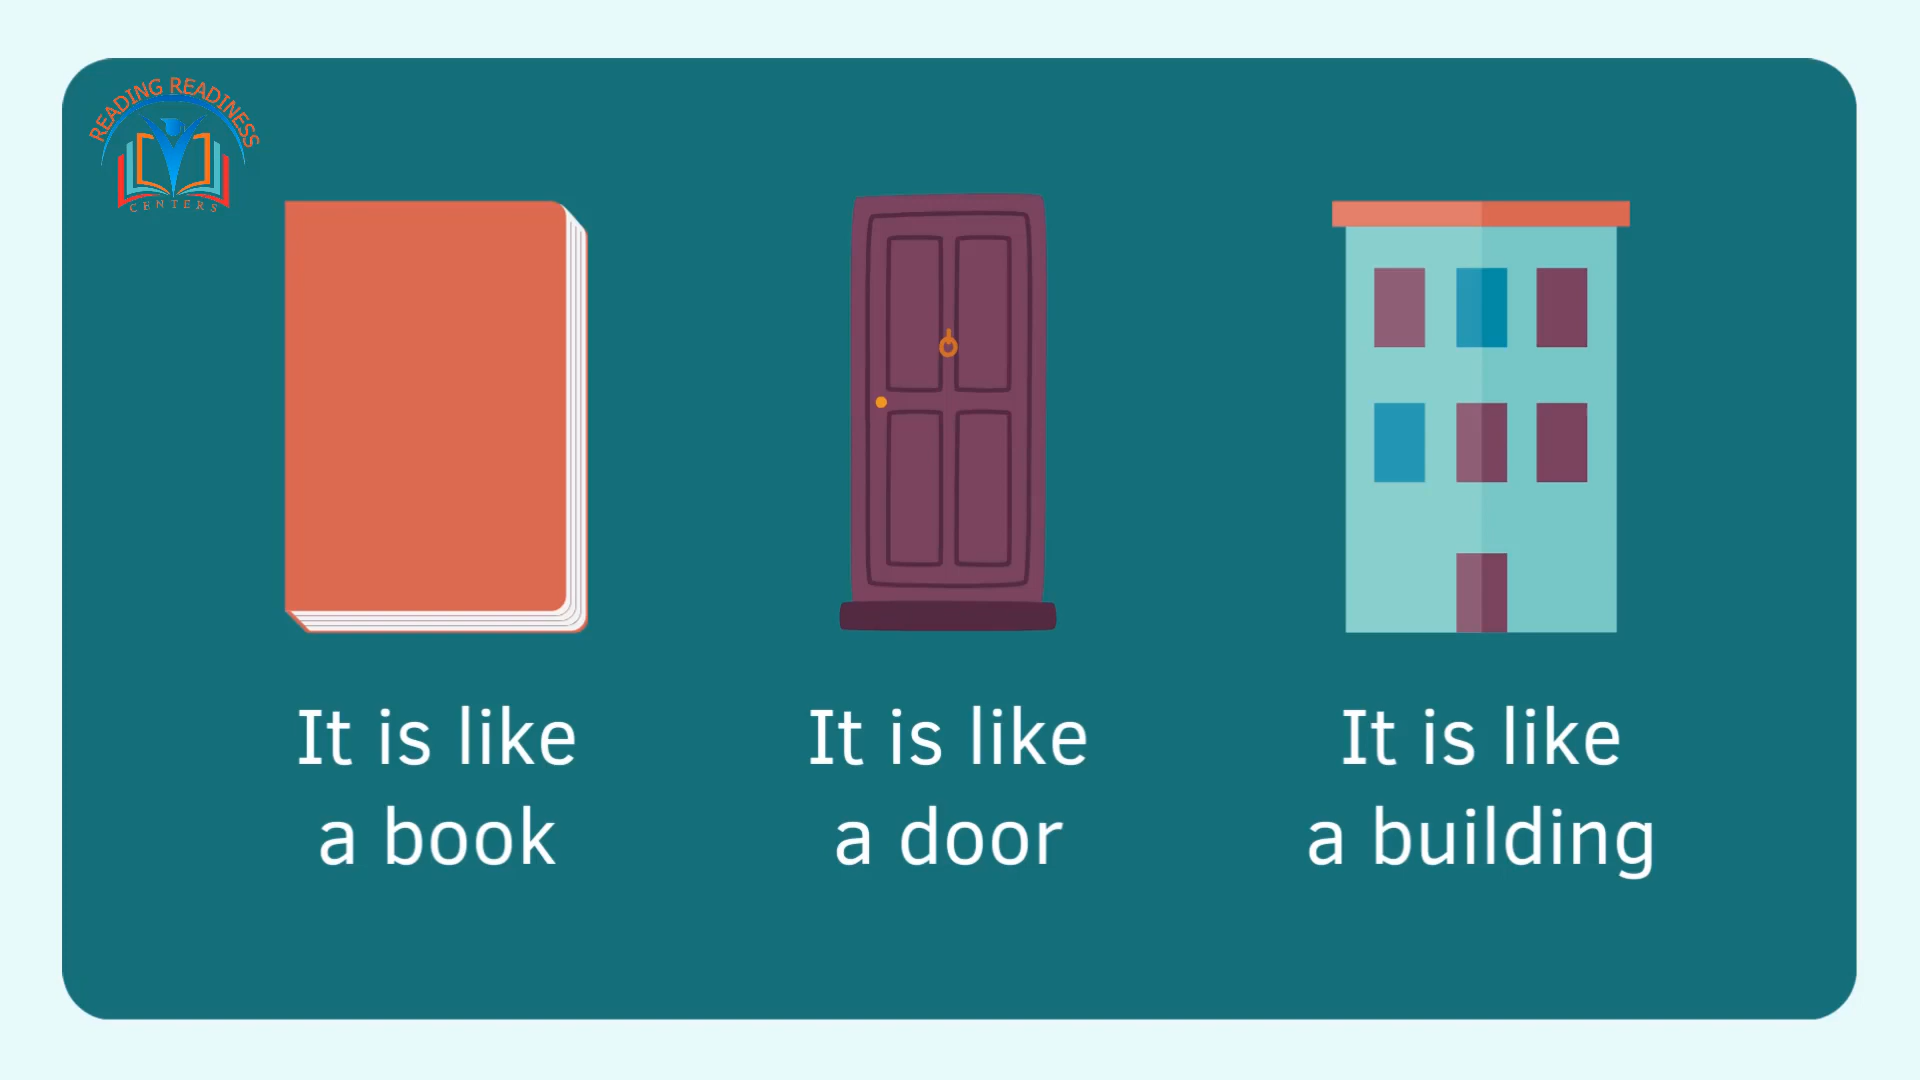 READING READINESS
CENTERS
It is like
a book
It is like
a door
It is like
a building